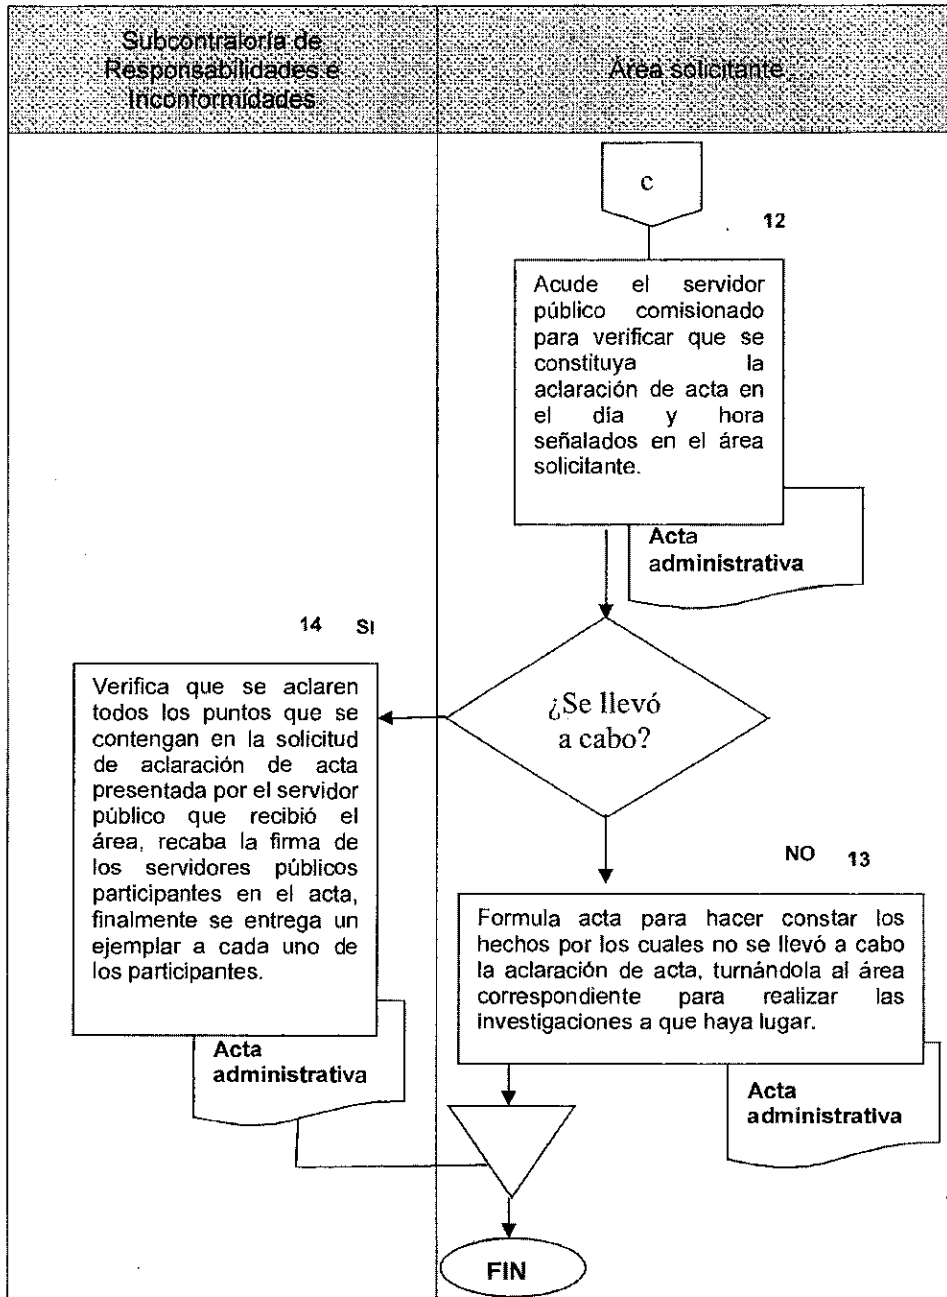 Subcontraloría de
Responsabilidades e
Inconformidades
Área solicitante
c
12
Acude el servidor
público comisionado
para verificar que se
constituya la
aclaración de acta en
el día y hora
señalados en el área
solicitante.
Acta
administrativa
¿Se llevó
a cabo?
14 SI
Verifica que se aclaren
todos los puntos que se
contengan en la solicitud
de aclaración de acta
presentada por el servidor
público que recibió el
área, recaba la firma de
los servidores públicos
participantes en el acta,
finalmente se entrega un
ejemplar a cada uno de
los participantes.
Acta
administrativa
NO 13
Formula acta para hacer constar los
hechos por los cuales no se llevó a cabo
la aclaración de acta, turnándola al área
correspondiente para realizar las
investigaciones a que haya lugar.
Acta
administrativa
FIN